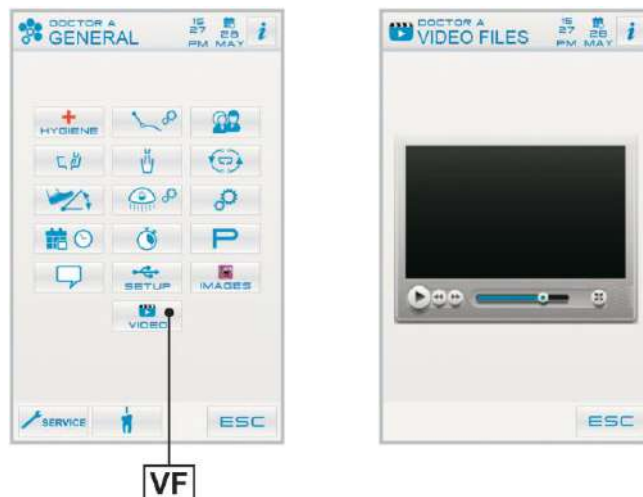 DOCTOR A
GENERAL
15
27
PM
28
MAY
i
HYGIENE
P
SETUP
IMAGES
VIDEO
SERVICE
ESC
VF
DOCTOR A
VIDEO FILES
15
27
PM
28
MAY
i
ESC